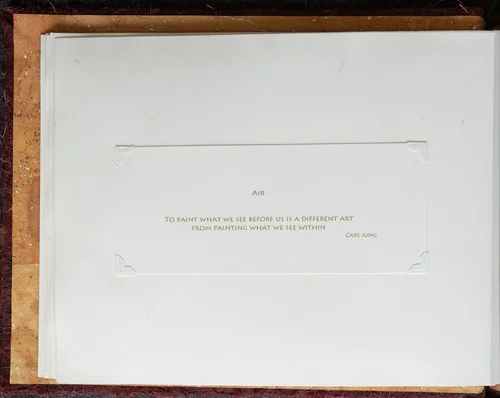 Air
To paint what we see before us is a different art
from painting what we see within
Carl Jung